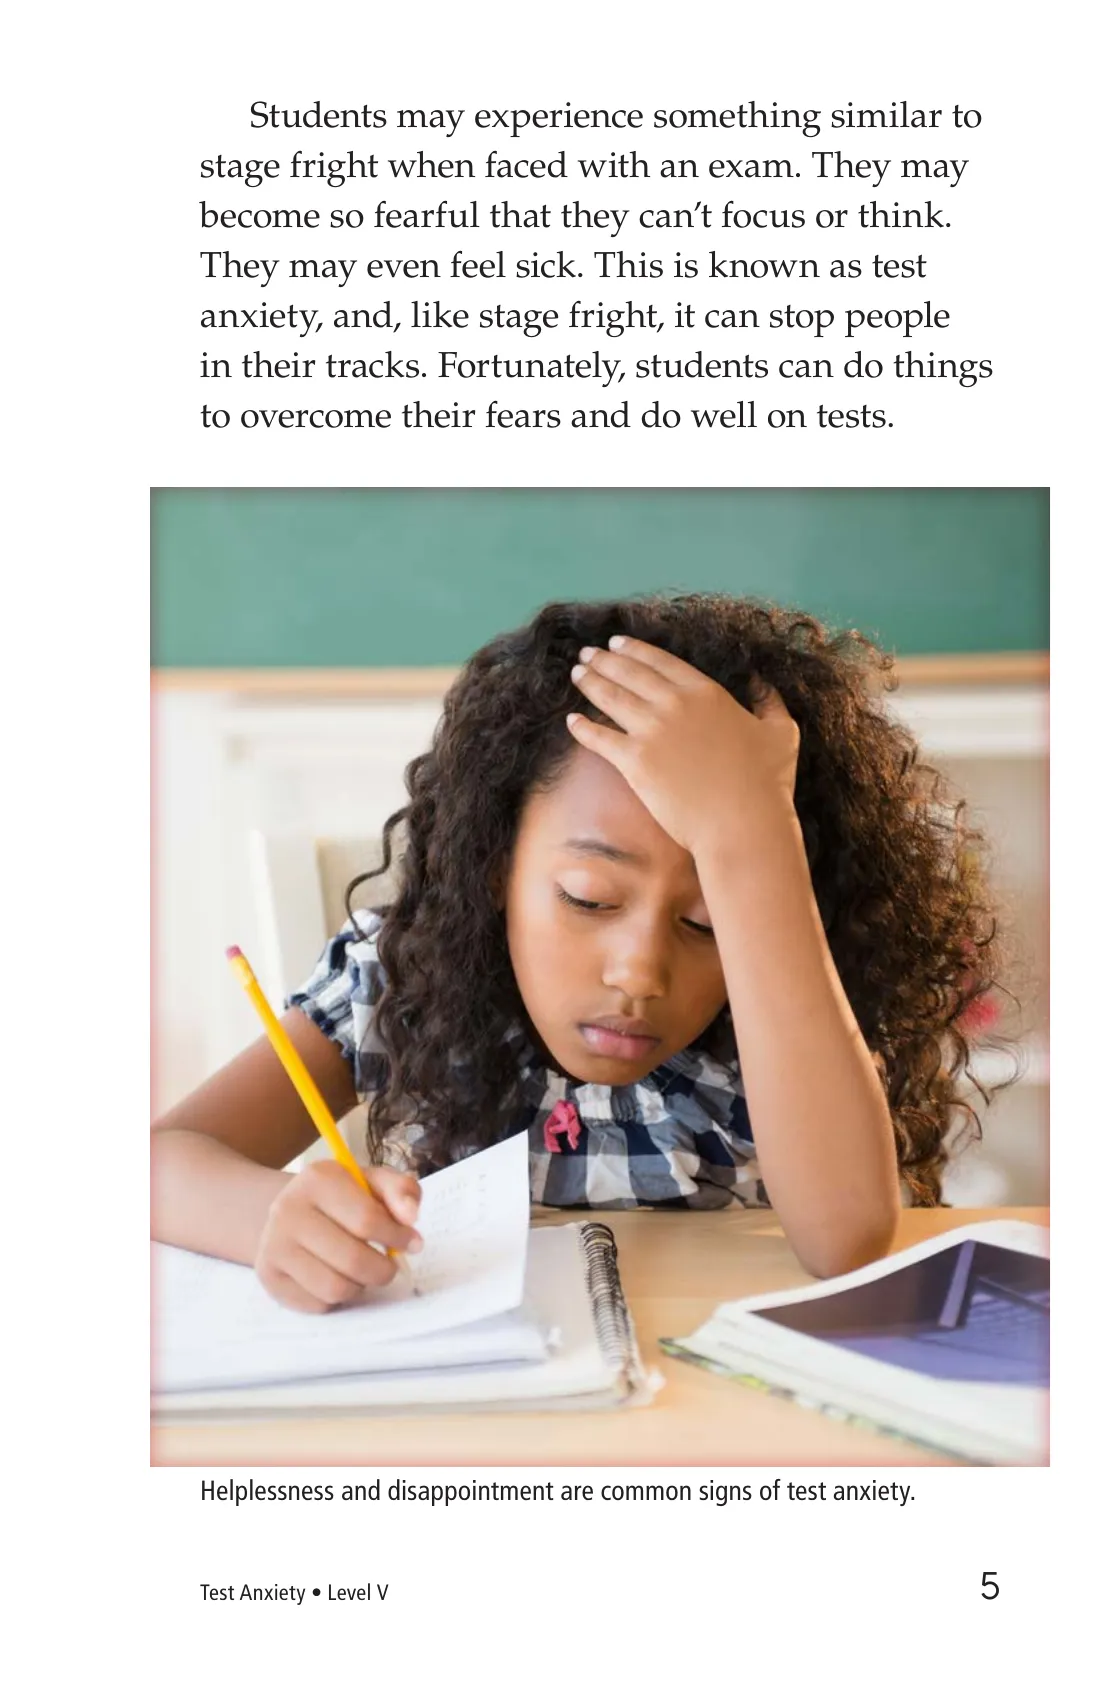 Students may experience something similar to
stage fright when faced with an exam. They may
become so fearful that they can’t focus or think.
They may even feel sick. This is known as test
anxiety, and, like stage fright, it can stop people
in their tracks. Fortunately, students can do things
to overcome their fears and do well on tests.
Helplessness and disappointment are common signs of test anxiety.
Test Anxiety • Level V
5